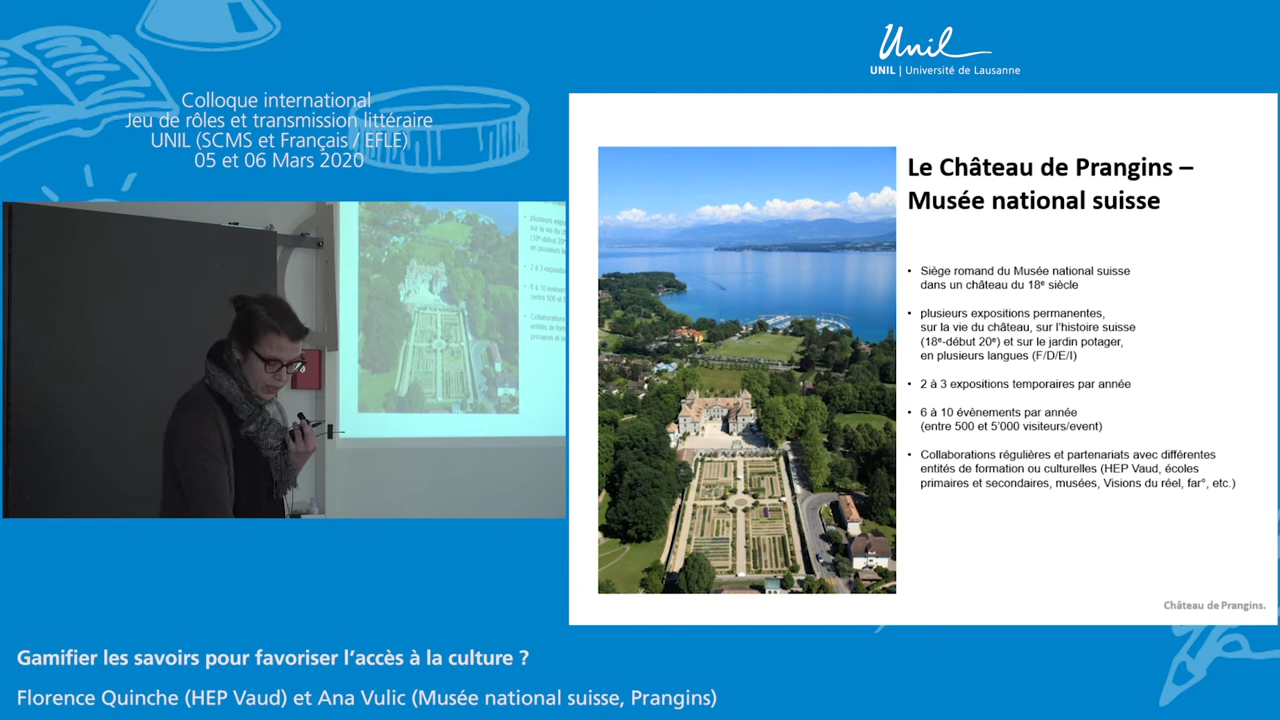 Unil
UNIL | Université de Lausanne
Colloque international
Jeu de rôles et transmission littéraire
UNIL (SCMS et Français / EFLE)
05 et 06 Mars 2020
Le Château de Prangins –
Musée national suisse
• Siège romand du Musée national suisse
dans un château du 18e siècle
• plusieurs expositions permanentes,
sur la vie du château, sur l'histoire suisse
(18e-début 20e) et sur le jardin potager,
en plusieurs langues (F/D/E/I)
• 2 à 3 expositions temporaires par année
• 6 à 10 évènements par année
(entre 500 et 5'000 visiteurs/event)
• Collaborations régulières et partenariats avec différentes
entités de formation ou culturelles (HEP Vaud, écoles
primaires et secondaires, musées, Visions du réel, far°, etc.)
Château de Prangins.
Gamifier les savoirs pour favoriser l'accès à la culture ?
Florence Quinche (HEP Vaud) et Ana Vulic (Musée national suisse, Prangins)